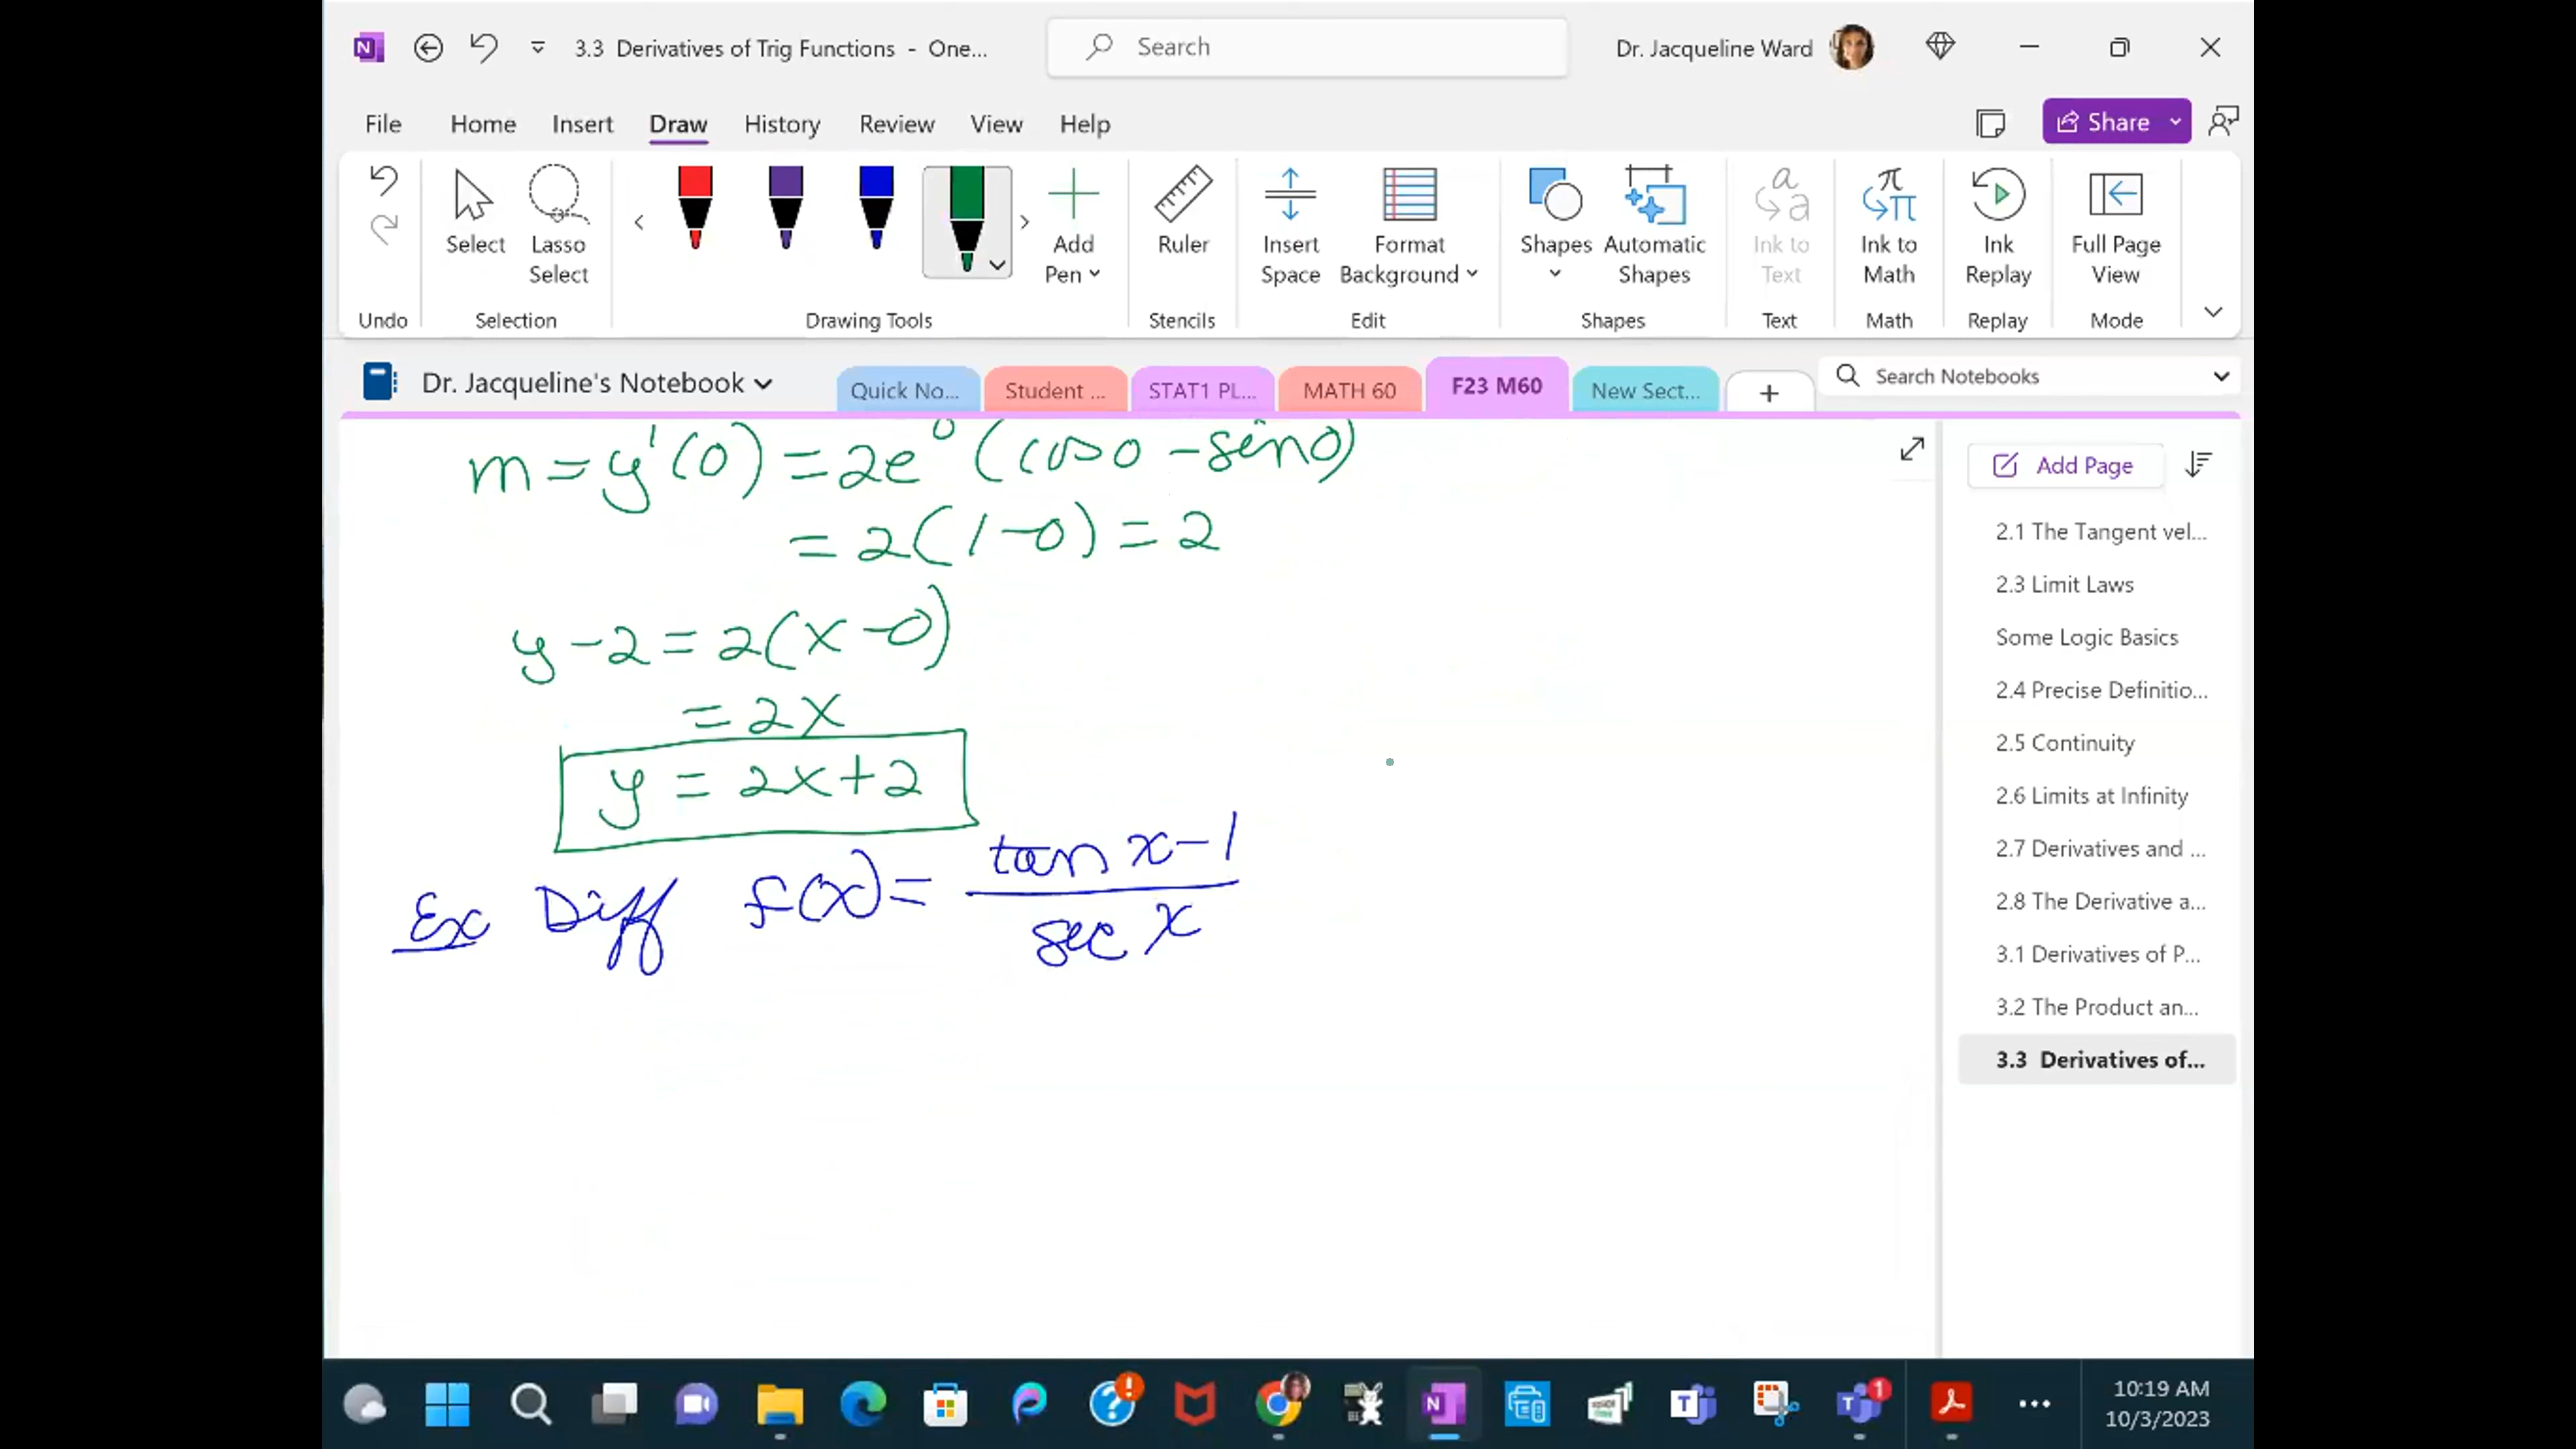 3.3 Derivatives of Trig Functions - One...
Search
Dr. Jacqueline Ward
File Home Insert Draw History Review View Help
Share
Select
Lasso Select
Add Pen
Ruler
Insert Space
Format Background
Shapes
Automatic Shapes
Ink to Text
Ink to Math
Ink Replay
Full Page View
Undo Selection Drawing Tools Stencils Edit Shapes Text Math Replay Mode
Dr. Jacqueline's Notebook
Quick No... Student ... STAT1 PL... MATH 60 F23 M60 New Sect... +
Search Notebooks
m = y'(0) = 2e^0 (cos 0 - sin 0)
= 2(1-0) = 2
y - 2 = 2(x-0)
= 2x
y = 2x+2
Ex Diff f(x) = (tan x - 1)/(sec x)
Add Page
2.1 The Tangent vel...
2.3 Limit Laws
Some Logic Basics
2.4 Precise Definitio...
2.5 Continuity
2.6 Limits at Infinity
2.7 Derivatives and ...
2.8 The Derivative a...
3.1 Derivatives of P...
3.2 The Product an...
3.3 Derivatives of...
10:19 AM
10/3/2023